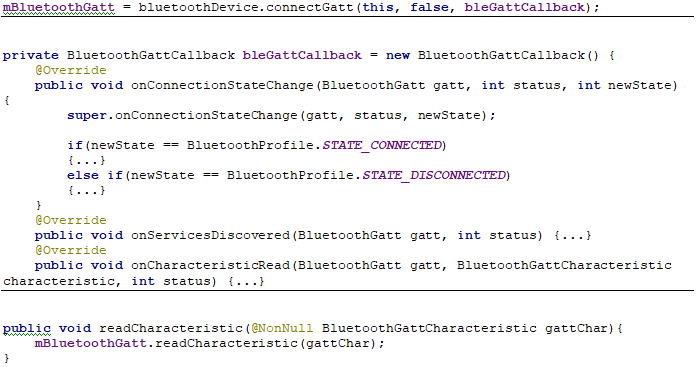 mBluetoothGatt = bluetoothDevice.connectGatt(this, false, bleGattCallback);
private BluetoothGattCallback bleGattCallback = new BluetoothGattCallback() {
@Override
public void onConnectionStateChange(BluetoothGatt gatt, int status, int newState)
{
super.onConnectionStateChange(gatt, status, newState);
if(newState == BluetoothProfile.STATE_CONNECTED)
{...}
else if(newState == BluetoothProfile.STATE_DISCONNECTED)
{...}
}
@Override
public void onServicesDiscovered(BluetoothGatt gatt, int status) {...}
@Override
public void onCharacteristicRead(BluetoothGatt gatt, BluetoothGattCharacteristic
characteristic, int status) {...}
public void readCharacteristic(@NonNull BluetoothGattCharacteristic gattChar){
mBluetoothGatt.readCharacteristic(gattChar);
}